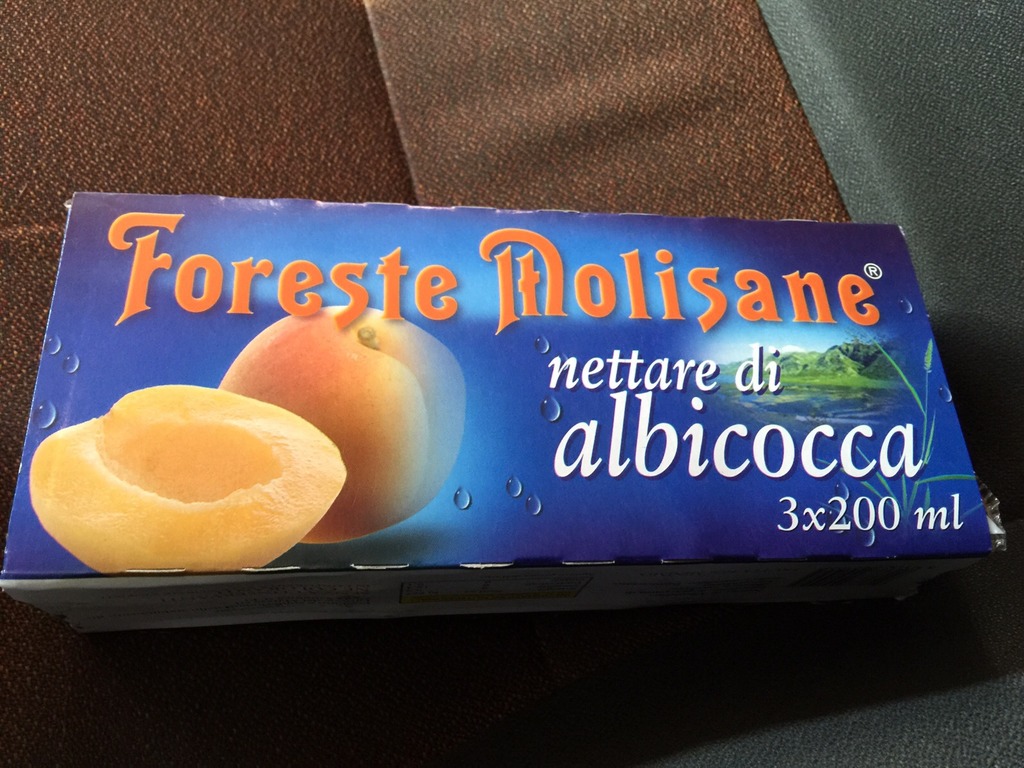 Foreste Molisane®
nettare di
albicocca
3x200 ml